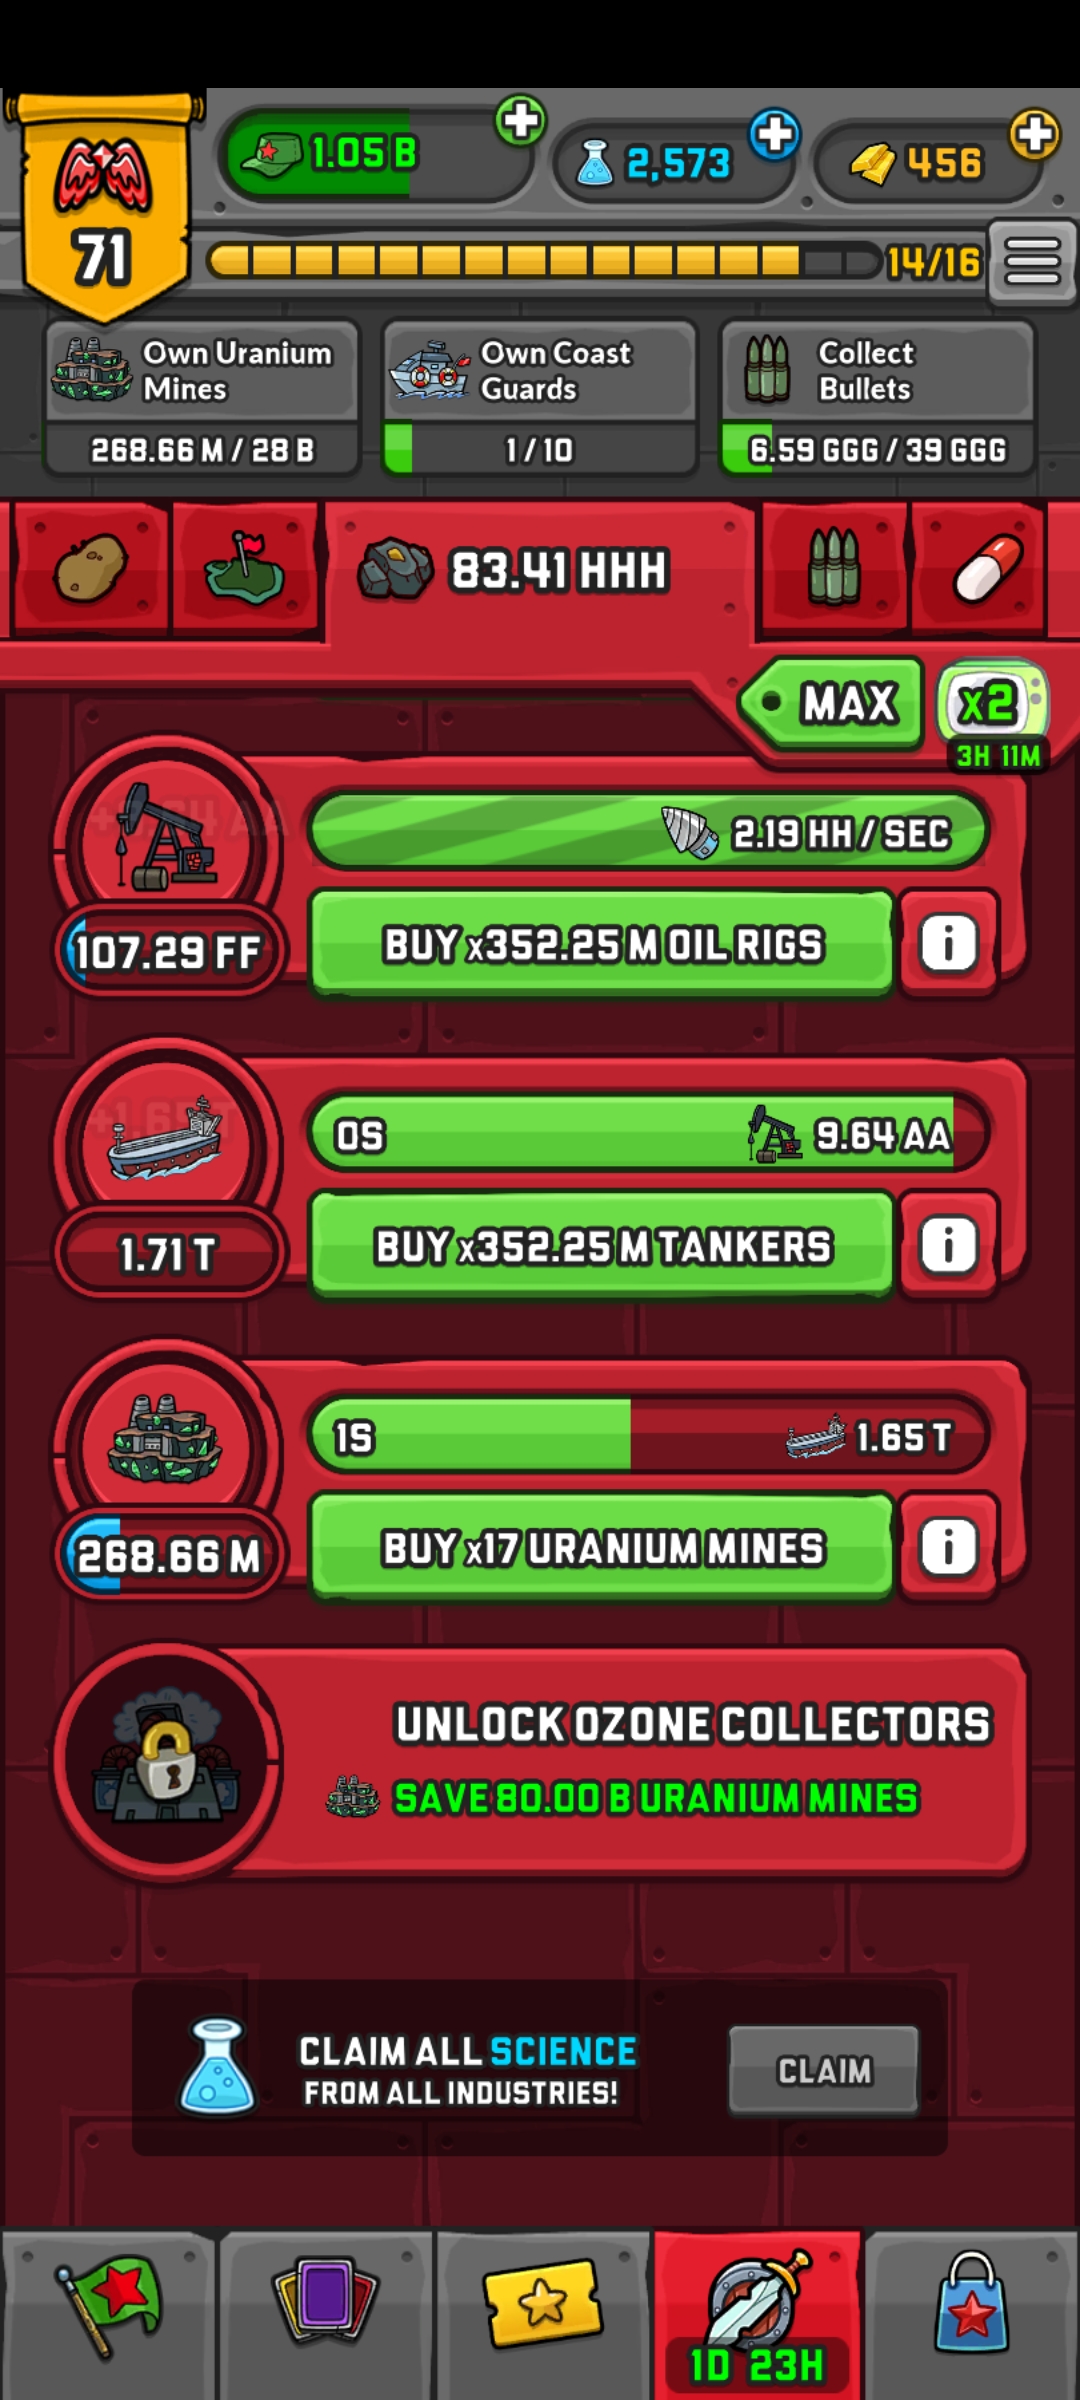 1.05 B
2,573
456
71
14/16
Own Uranium
Mines
268.66 M / 28 B
Own Coast
Guards
1 / 10
Collect
Bullets
6.59 GGG / 39 GGG
83.41 HHH
MAX
x2
3H 11M
2.19 HH / SEC
107.29 FF
BUY x352.25 M OIL RIGS
i
0S
9.64 AA
1.71 T
BUY x352.25 M TANKERS
i
1S
1.65 T
268.66 M
BUY x17 URANIUM MINES
i
UNLOCK OZONE COLLECTORS
SAVE 80.00 B URANIUM MINES
CLAIM ALL SCIENCE
FROM ALL INDUSTRIES!
CLAIM
1D 23H